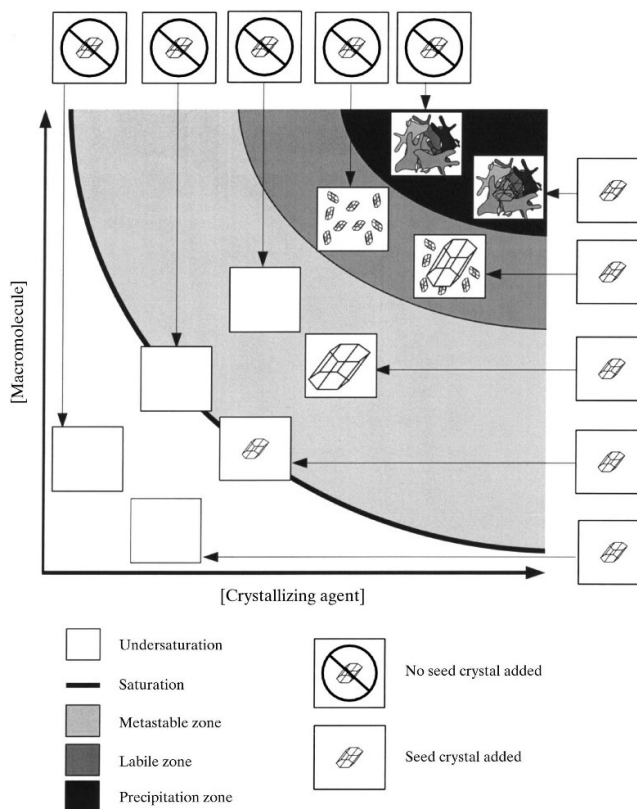 [Macromolecule]
[Crystallizing agent]
Undersaturation
Saturation
Metastable zone
Labile zone
Precipitation zone
No seed crystal added
Seed crystal added